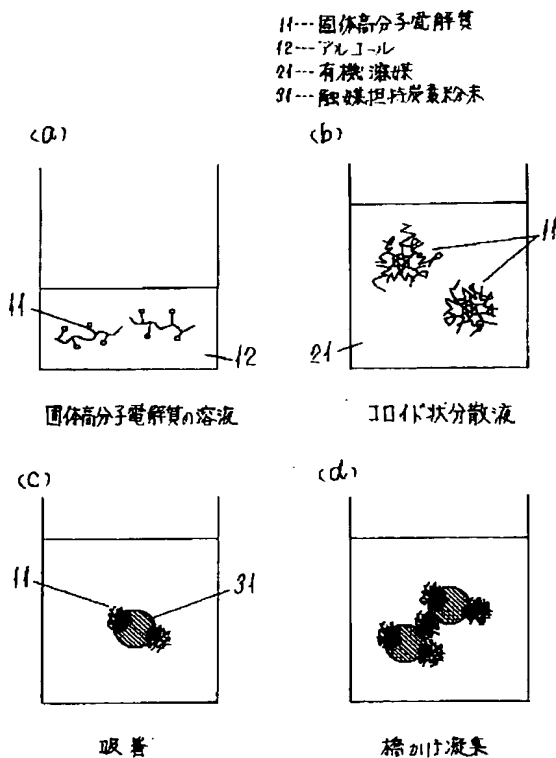 11---固体高分子電解質
12---アルコール
21---有機溶媒
31---触媒担持炭素粉末
(a)
(b)
11
12
11
21
固体高分子電解質の溶液
コロイド状分散液
(c)
(d)
11
31
吸着
橋かけ凝集